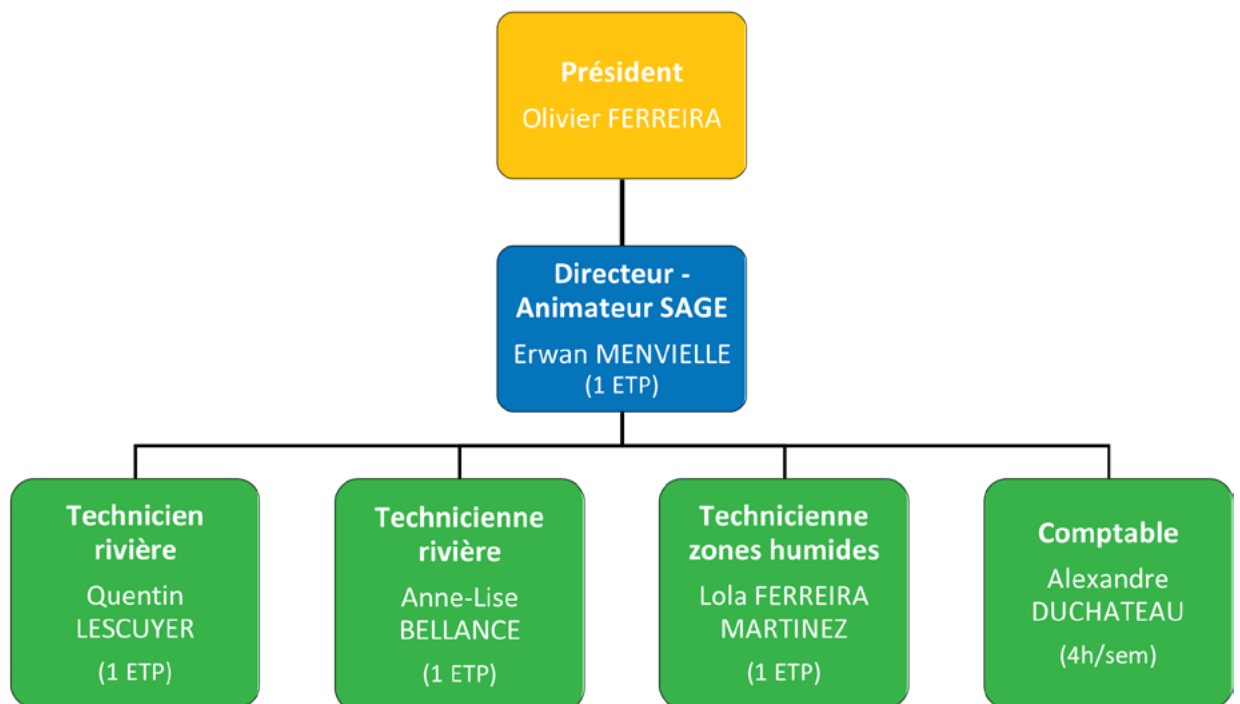 Président
Olivier FERREIRA
Directeur -
Animateur SAGE
Erwan MENVIELLE
(1 ETP)
Technicien
rivière
Quentin
LESCUYER
(1 ETP)
Technicienne
rivière
Anne-Lise
BELLANCE
(1 ETP)
Technicienne
zones humides
Lola FERREIRA
MARTINEZ
(1 ETP)
Comptable
Alexandre
DUCHATEAU
(4h/sem)